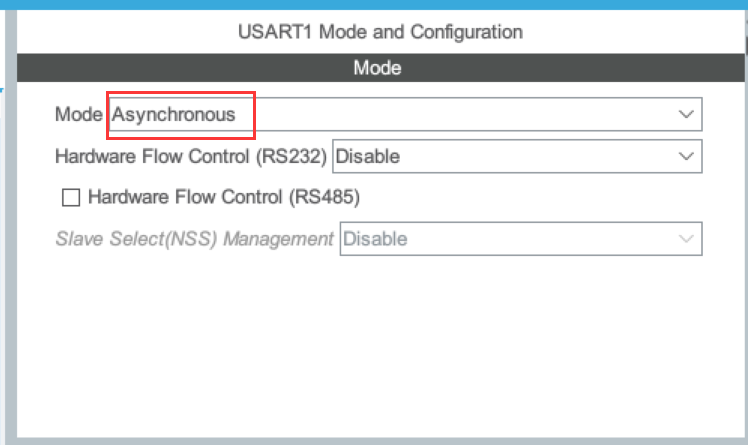 USART1 Mode and Configuration
Mode
Mode Asynchronous
Hardware Flow Control (RS232) Disable
Hardware Flow Control (RS485)
Slave Select(NSS) Management Disable